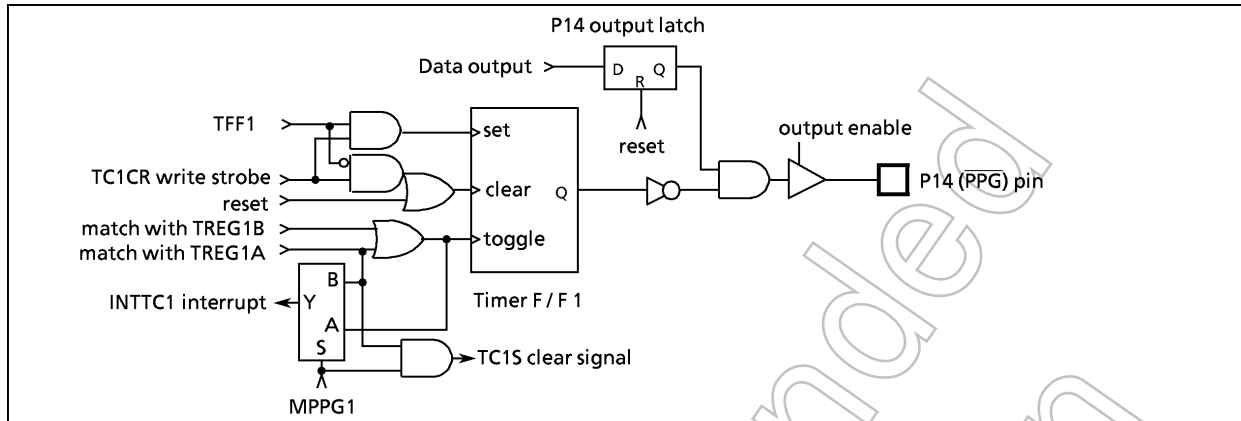 P14 output latch
Data output
D
Q
R
reset
output enable
TFF1
set
TC1CR write strobe
clear
Q
P14 (P̅P̅G̅) pin
reset
match with TREG1B
toggle
match with TREG1A
B
INTTC1 interrupt
Y
Timer F / F 1
A
S
TC1S clear signal
MPPG1
nded